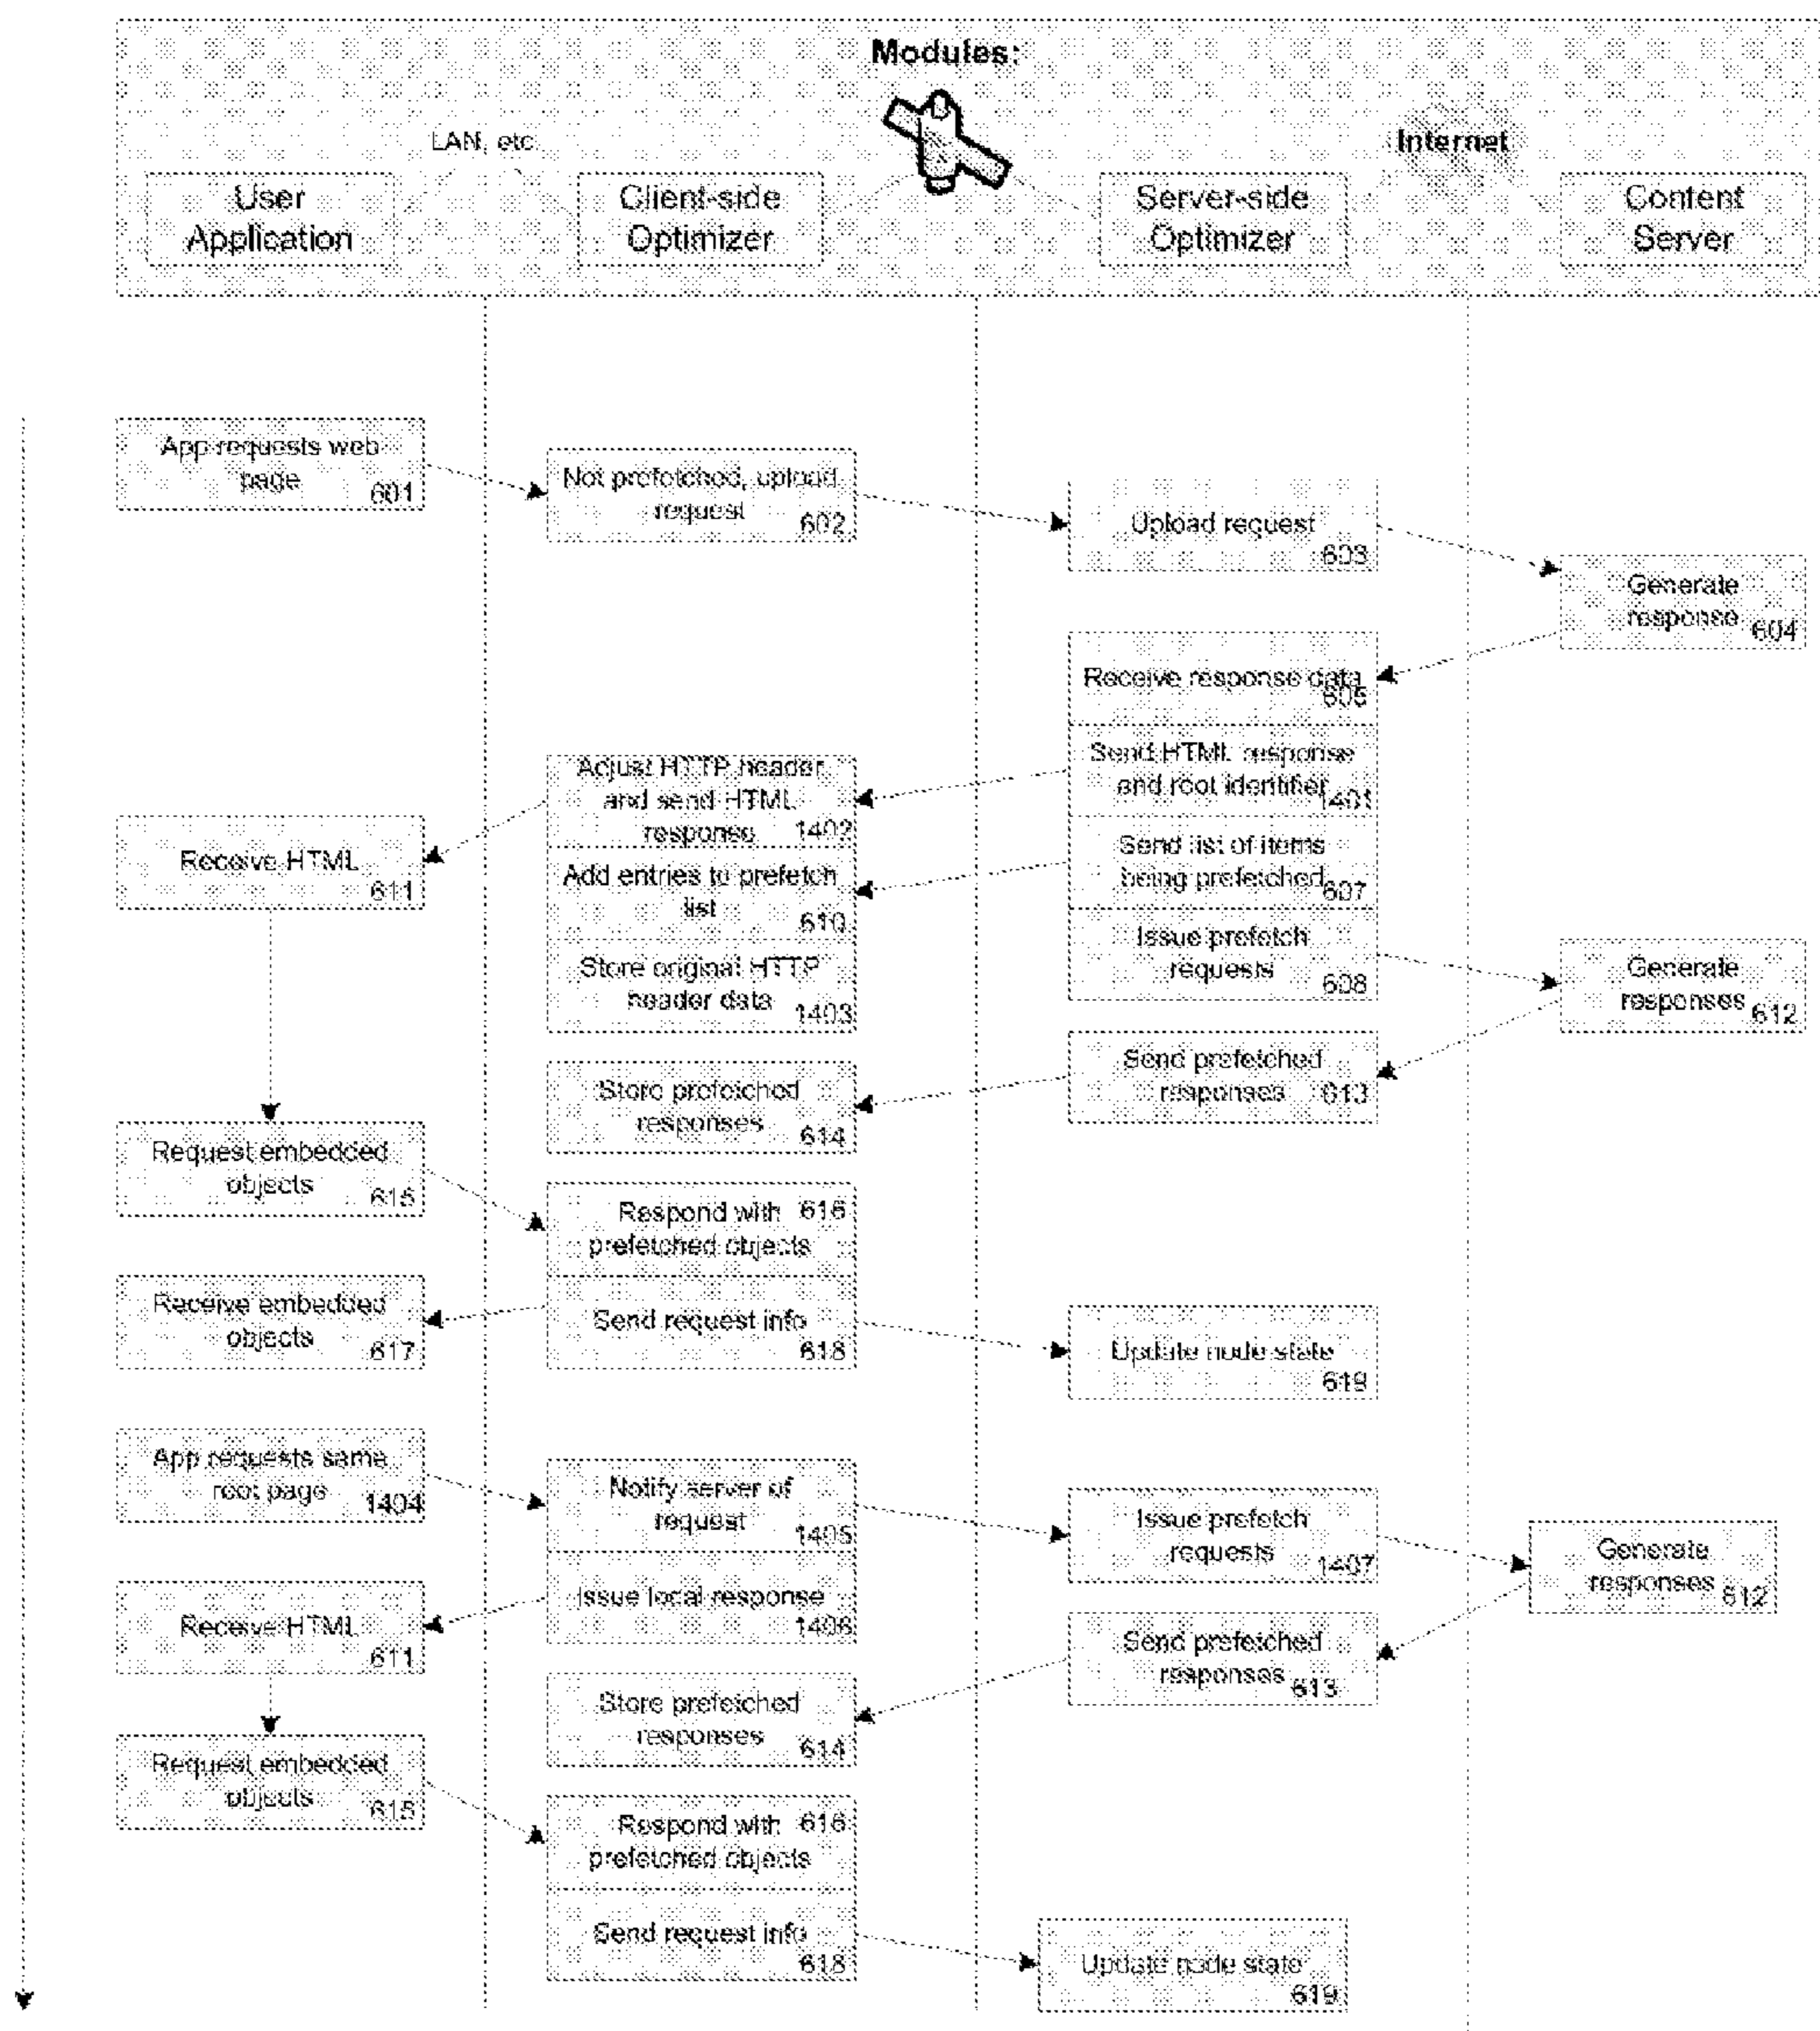 Modules:
LAN, etc.
Internet
User
Application
Client-side
Optimizer
Server-side
Optimizer
Content
Server
App requests web
page 601
Not prefetched, upload
request 602
Upload request
603
Generate
response 604
Receive response data
605
Send HTML response
and root identifier
1401
Adjust HTTP header
and send HTML
response 1402
Send list of items
being prefetched
607
Receive HTML
611
Add entries to prefetch
list 610
Issue prefetch
requests 608
Generate
responses 612
Store original HTTP
header data 1403
Send prefetched
responses 613
Store prefetched
responses 614
Request embedded
objects 615
Respond with 616
prefetched objects
Receive embedded
objects 617
Send request info
618
Update node state
619
App requests same
root page 1404
Notify server of
request 1405
Issue prefetch
requests 1407
Generate
responses 612
Issue local response
1406
Receive HTML
611
Send prefetched
responses 613
Store prefetched
responses 614
Request embedded
objects 615
Respond with 616
prefetched objects
Send request info
618
Update node state
619